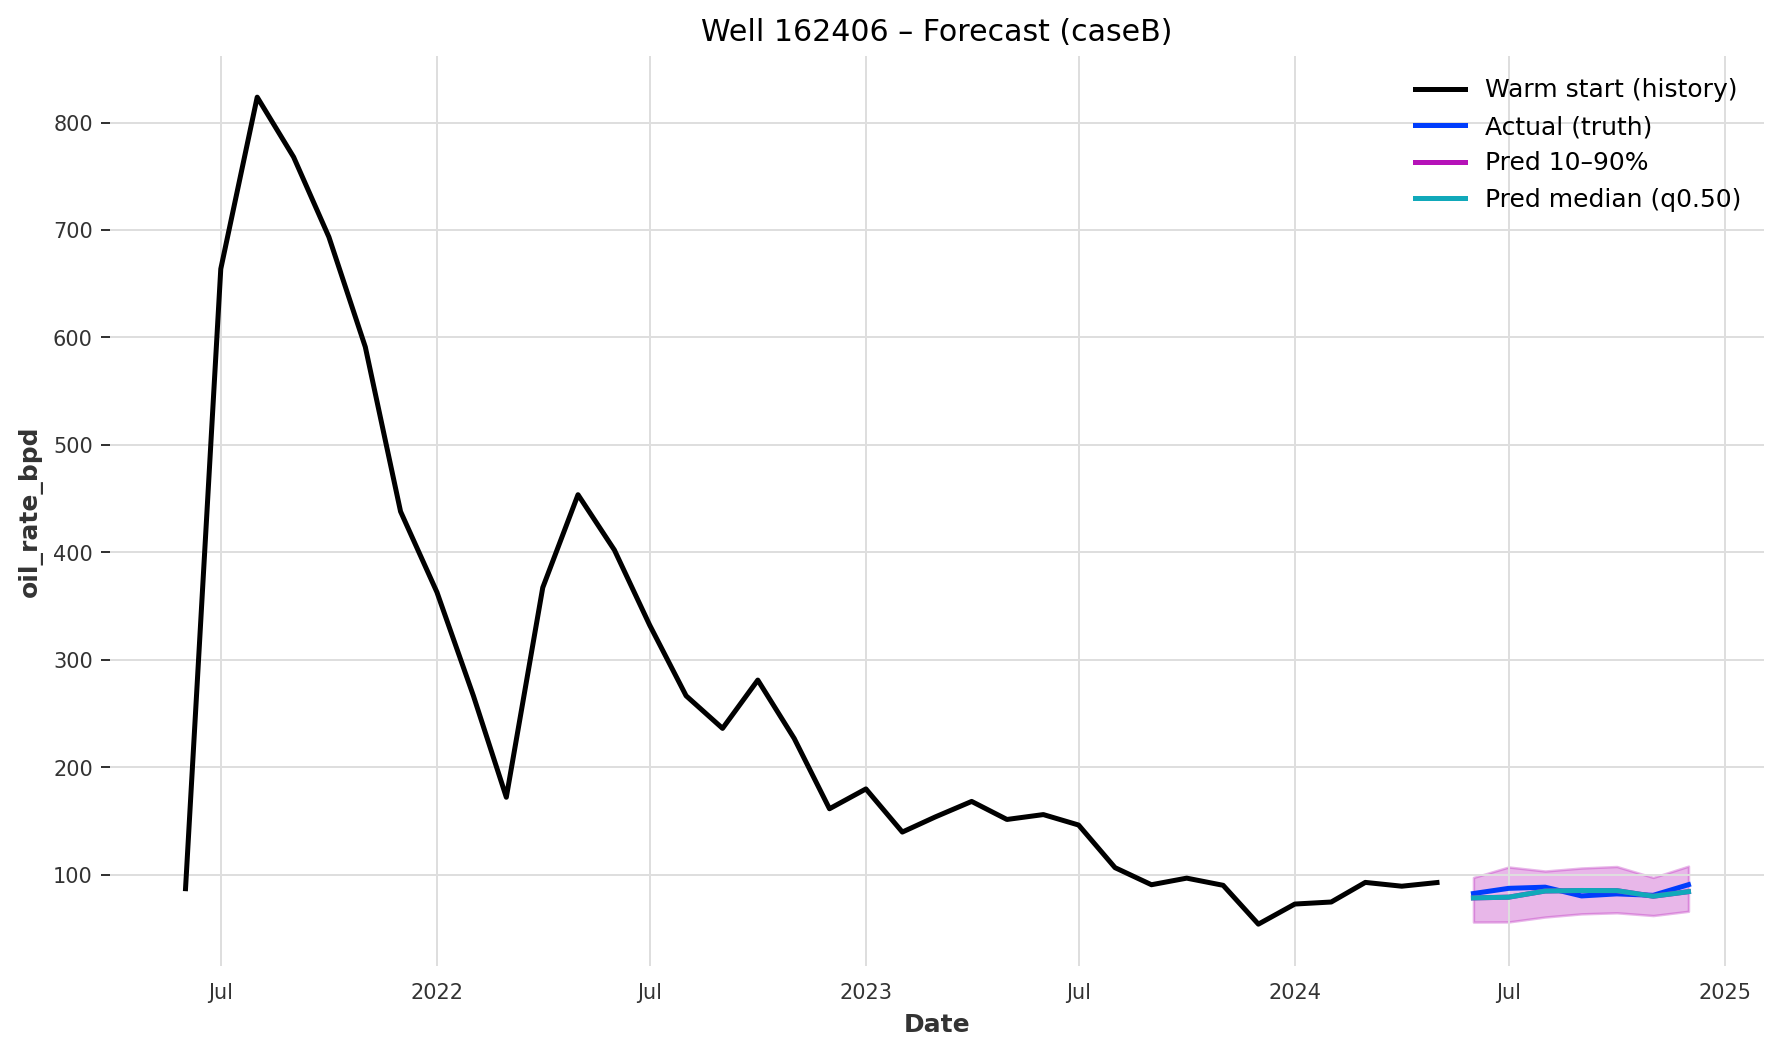 Well 162406 – Forecast (caseB)
Warm start (history)
Actual (truth)
Pred 10–90%
Pred median (q0.50)
oil_rate_bpd
800
700
600
500
400
300
200
100
Jul
2022
Jul
2023
Jul
2024
Jul
2025
Date